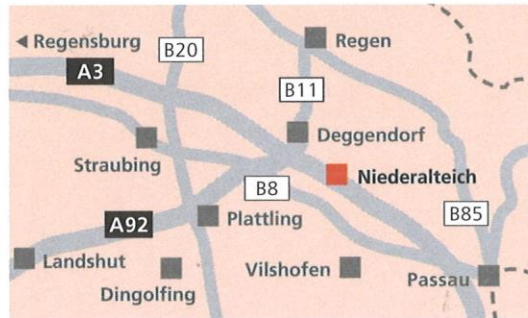 ◄ Regensburg
B20
Regen
A3
B11
Deggendorf
Straubing
Niederalteich
B8
A92
Plattling
B85
Landshut
Vilshofen
Passau
Dingolfing